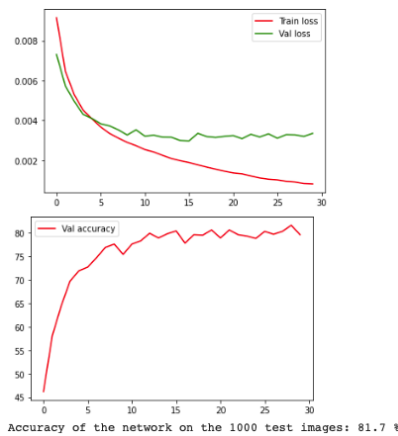 Train loss
Val loss
0.008
0.006
0.004
0.002
0 5 10 15 20 25 30
Val accuracy
80
75
70
65
60
55
50
45
0 5 10 15 20 25 30
Accuracy of the network on the 1000 test images: 81.7 %